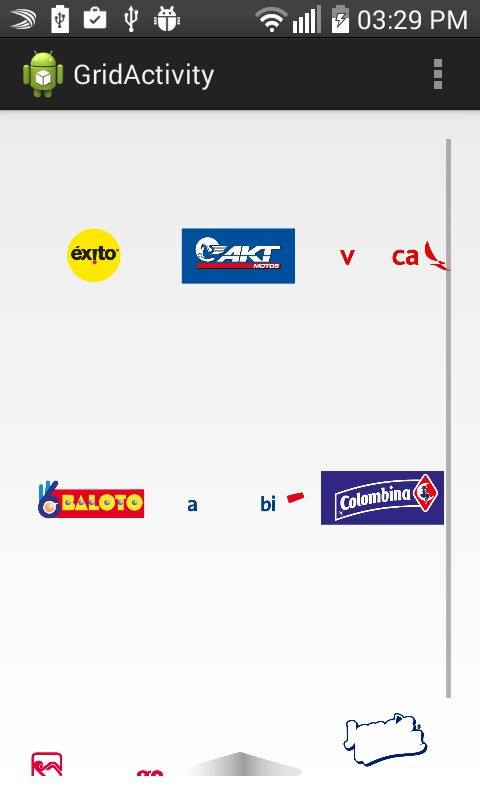 03:29 PM
GridActivity
éxito
AKT
MOTOS
v ca
BALOTO
a bi
Colombina